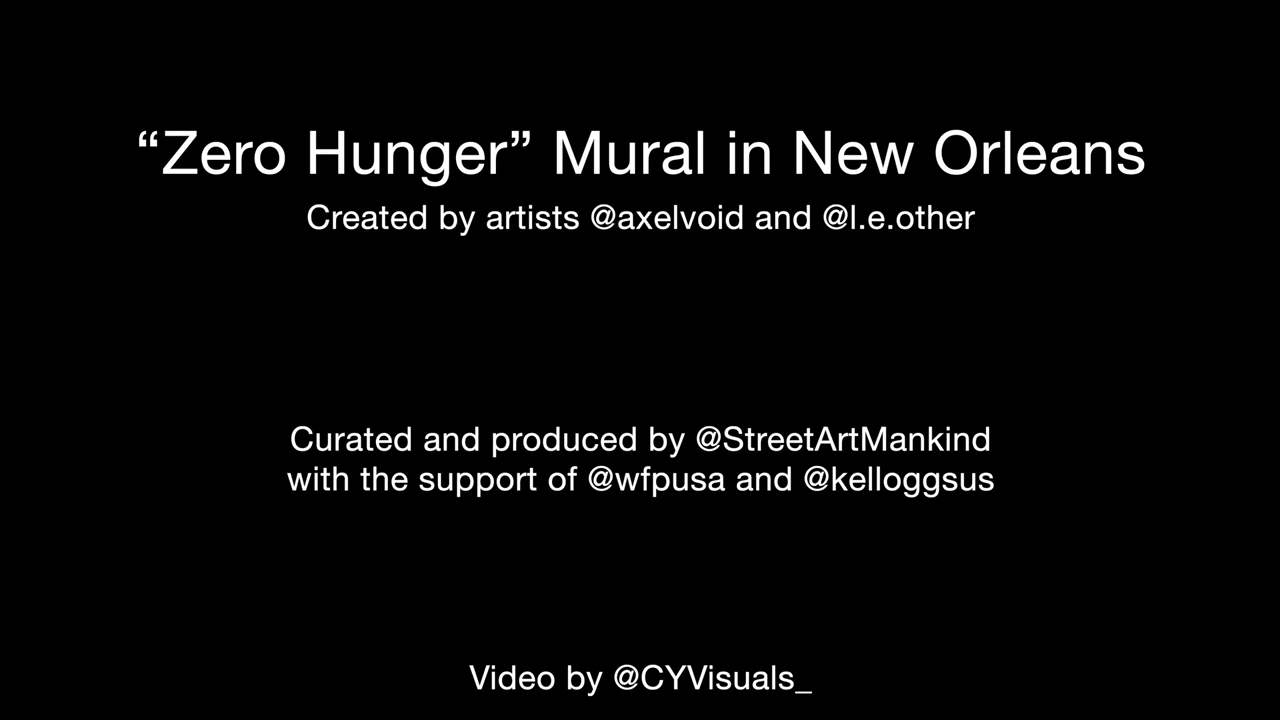 “Zero Hunger” Mural in New Orleans
Created by artists @axelvoid and @l.e.other
Curated and produced by @StreetArtMankind
with the support of @wfpusa and @kelloggsus
Video by @CYVisuals_